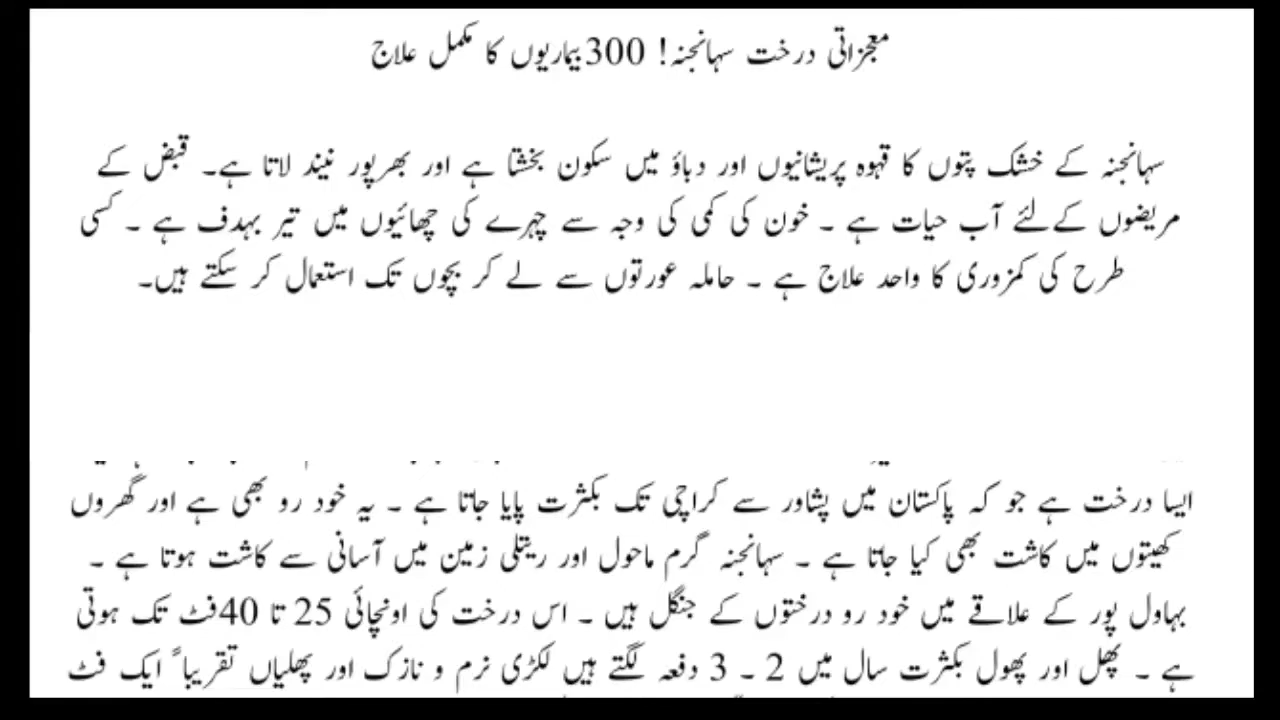 معجزاتی درخت سہانجنہ! 300 بیماریوں کا مکمل علاج
سہانجنہ کے خشک پتوں کا قہوہ پریشانیوں اور دباؤ میں سکون بخشتا ہے اور بھرپور نیند لاتا ہے۔ قبض کے
مریضوں کےلئے آب حیات ہے ۔ خون کی کمی کی وجہ سے چہرے کی چھائیوں میں تیر بہدف ہے ۔ کسی
طرح کی کمزوری کا واحد علاج ہے ۔ حاملہ عورتوں سے لے کر بچوں تک استعمال کر سکتے ہیں۔
ایسا درخت ہے جو کہ پاکستان میں پشاور سے کراچی تک بکثرت پایا جاتا ہے ۔ یہ خود رو بھی ہے اور گھروں
کھیتوں میں کاشت بھی کیا جاتا ہے ۔ سہانجنہ گرم ماحول اور ریتلی زمین میں آسانی سے کاشت ہوتا ہے ۔
بہاول پور کے علاقے میں خود رو درختوں کے جنگل ہیں ۔ اس درخت کی اونچائی 25 تا 40فٹ تک ہوتی
ہے ۔ پھل اور پھول بکثرت سال میں 2 ۔ 3 دفعہ لگتے ہیں لکڑی نرم و نازک اور پھلیاں تقریباً ایک فٹ